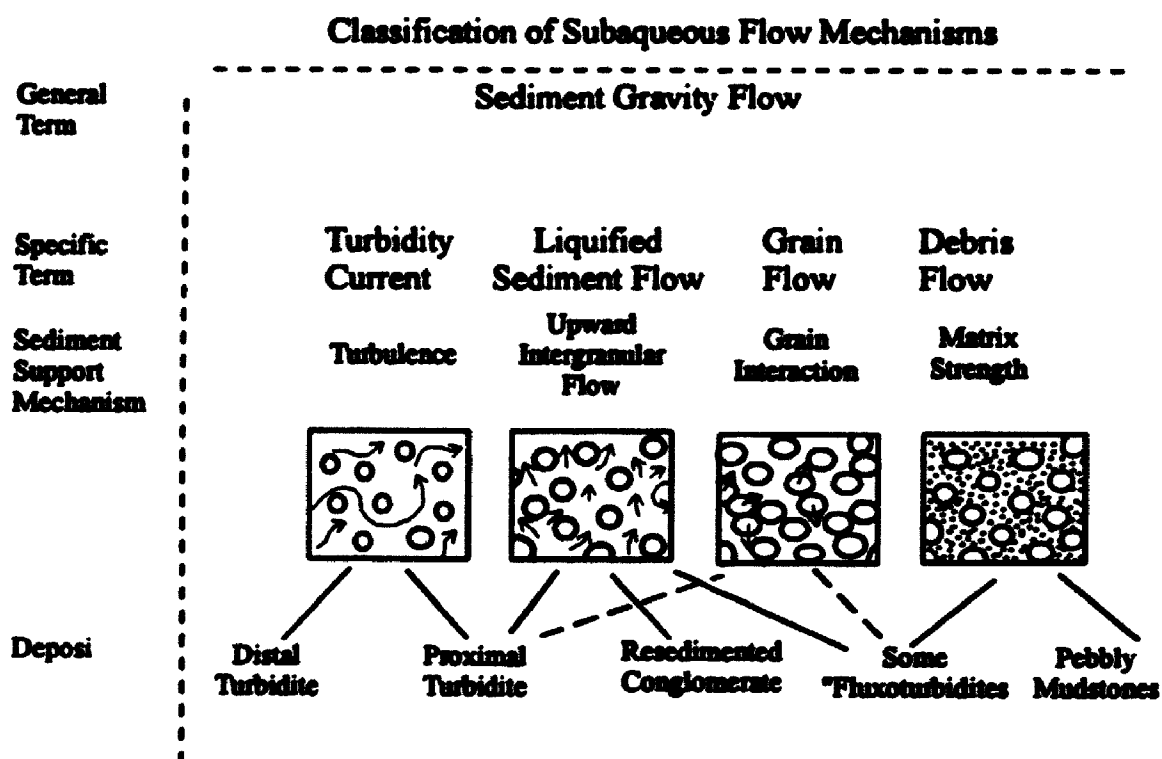 Classification of Subaqueous Flow Mechanisms
General
Term
Sediment Gravity Flow
Specific
Term
Turbidity
Current
Liquified
Sediment Flow
Grain
Flow
Debris
Flow
Sediment
Support
Mechanism
Turbulence
Upward
Intergranular
Flow
Grain
Interaction
Matrix
Strength
Deposi
Distal
Turbidite
Proximal
Turbidite
Resedimented
Conglomerate
Some
"Fluxoturbidites
Pebbly
Mudstones